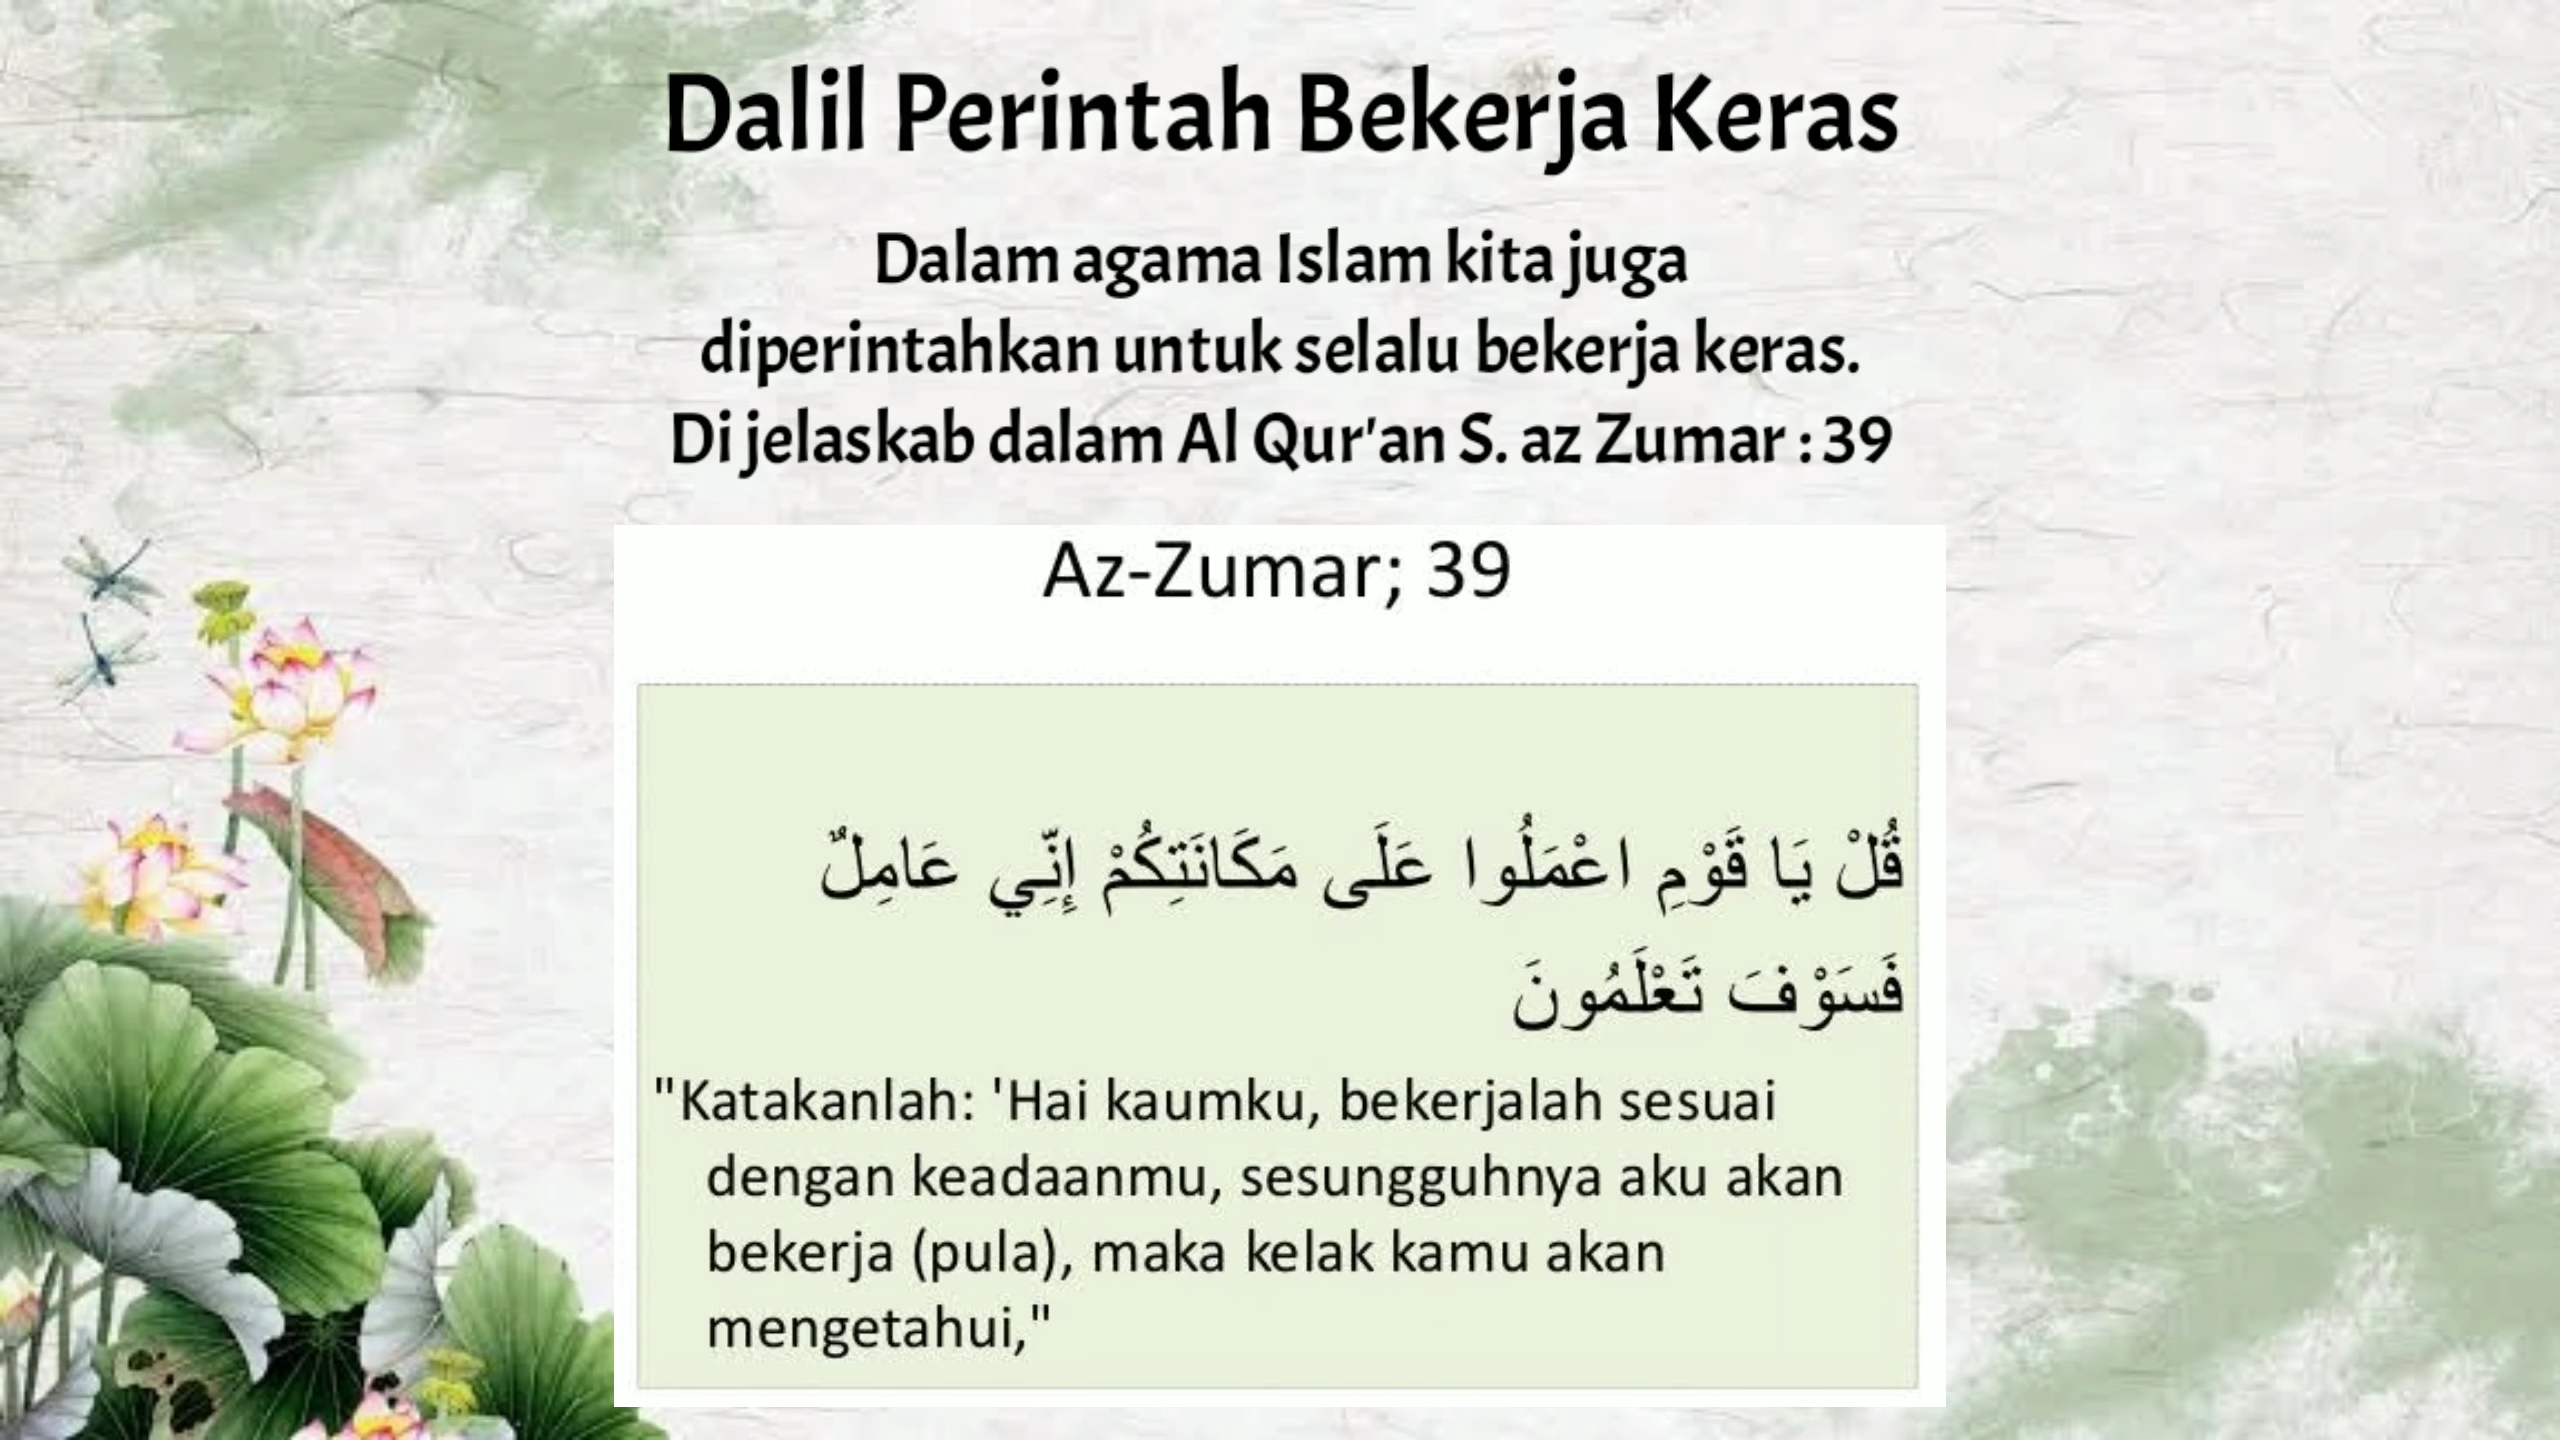 Dalil Perintah Bekerja Keras
Dalam agama Islam kita juga
diperintahkan untuk selalu bekerja keras.
Di jelaskab dalam Al Qur'an S. az Zumar : 39
Az-Zumar; 39
قُلْ يَا قَوْمِ اعْمَلُوا عَلَى مَكَانَتِكُمْ إِنِّي عَامِلٌ
فَسَوْفَ تَعْلَمُونَ
"Katakanlah: 'Hai kaumku, bekerjalah sesuai
dengan keadaanmu, sesungguhnya aku akan
bekerja (pula), maka kelak kamu akan
mengetahui,"